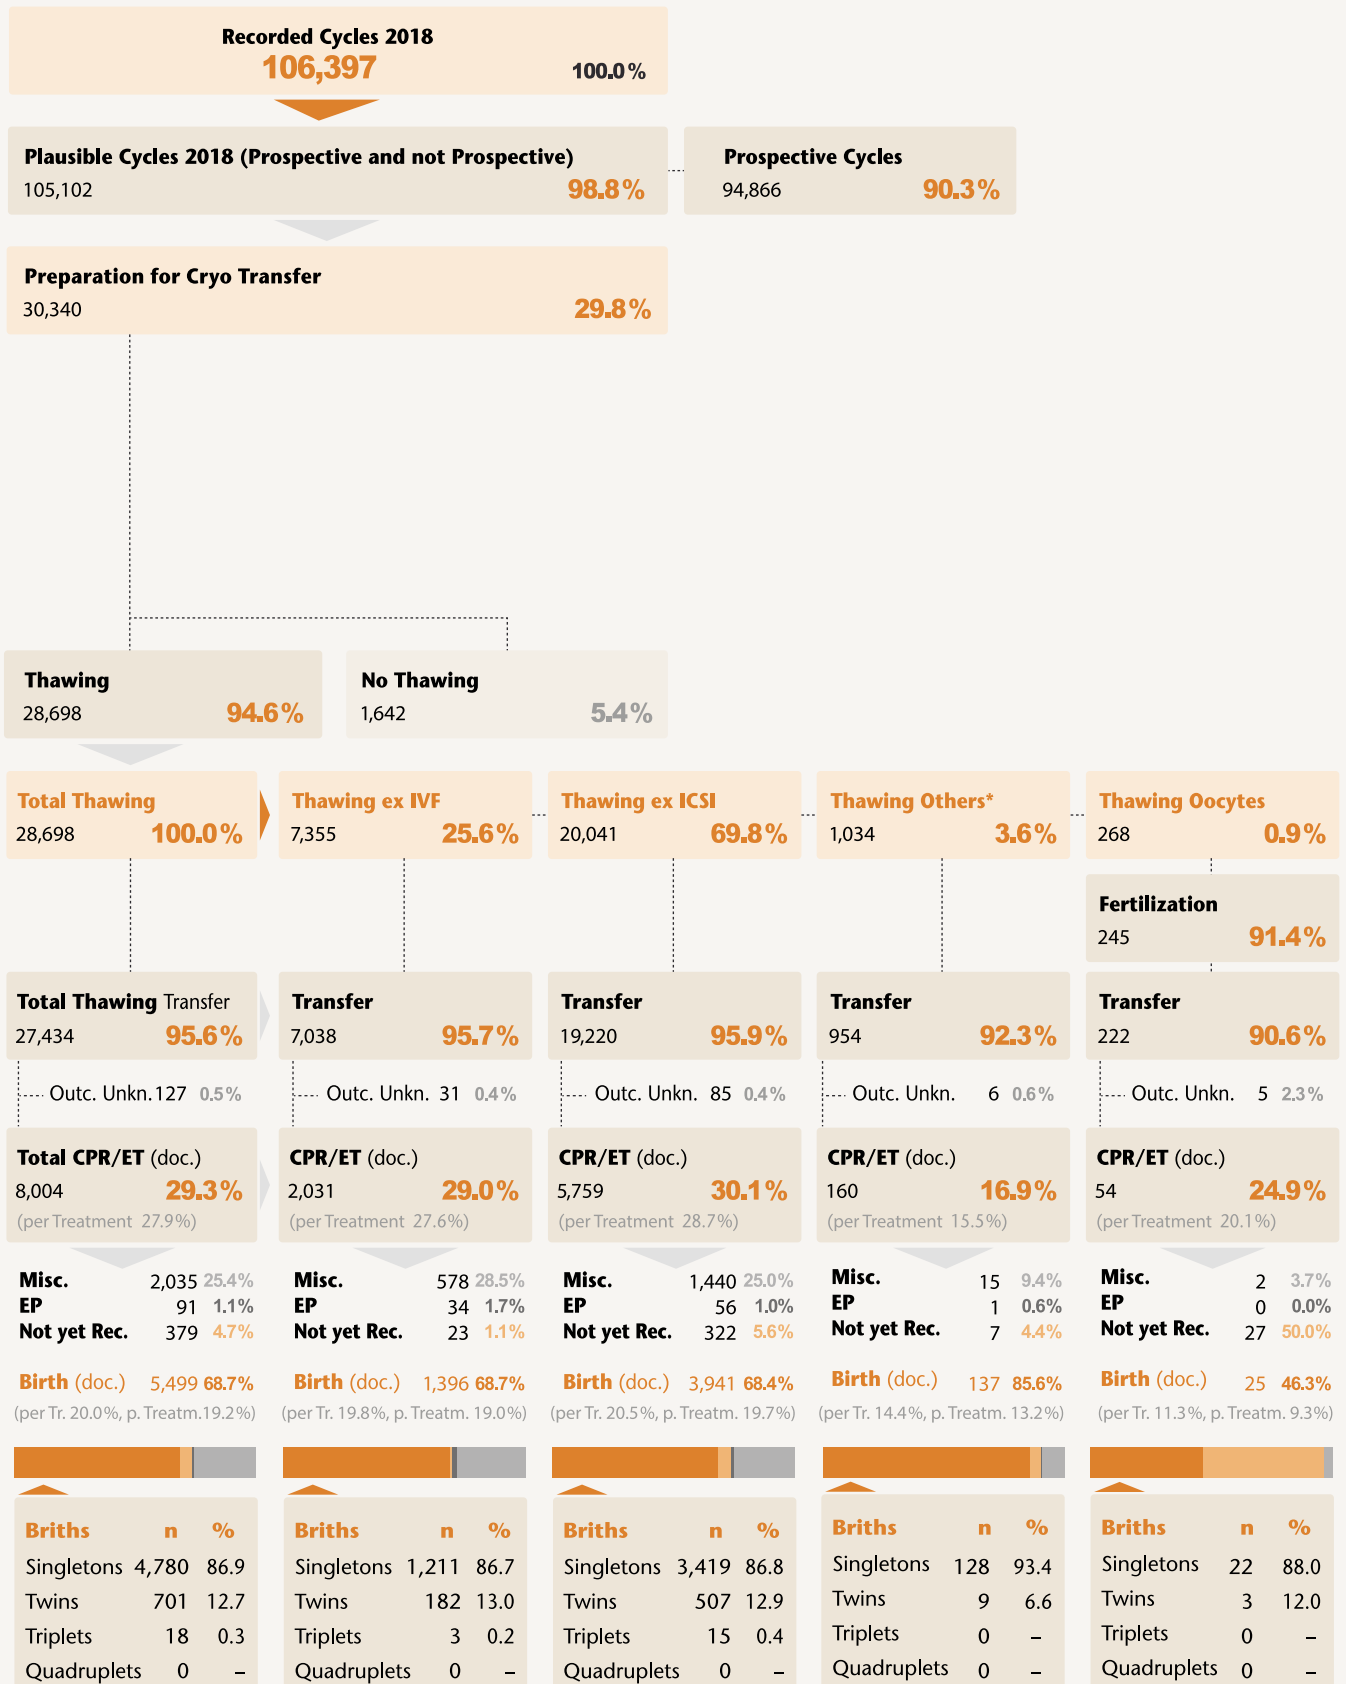 Recorded Cycles 2018
106,397 100.0%
Plausible Cycles 2018 (Prospective and not Prospective)
105,102 98.8%
Prospective Cycles
94,866 90.3%
Preparation for Cryo Transfer
30,340 29.8%
Thawing
28,698 94.6%
No Thawing
1,642 5.4%
Total Thawing
28,698 100.0%
Thawing ex IVF
7,355 25.6%
Thawing ex ICSI
20,041 69.8%
Thawing Others*
1,034 3.6%
Thawing Oocytes
268 0.9%
Fertilization
245 91.4%
Total Thawing Transfer
27,434 95.6%
Transfer
7,038 95.7%
Transfer
19,220 95.9%
Transfer
954 92.3%
Transfer
222 90.6%
Outc. Unkn. 127 0.5%
Outc. Unkn. 31 0.4%
Outc. Unkn. 85 0.4%
Outc. Unkn. 6 0.6%
Outc. Unkn. 5 2.3%
Total CPR/ET (doc.)
8,004 29.3%
(per Treatment 27.9%)
CPR/ET (doc.)
2,031 29.0%
(per Treatment 27.6%)
CPR/ET (doc.)
5,759 30.1%
(per Treatment 28.7%)
CPR/ET (doc.)
160 16.9%
(per Treatment 15.5%)
CPR/ET (doc.)
54 24.9%
(per Treatment 20.1%)
Misc. 2,035 25.4%
EP 91 1.1%
Not yet Rec. 379 4.7%
Birth (doc.) 5,499 68.7%
(per Tr. 20.0%, p. Treatm. 19.2%)
Misc. 578 28.5%
EP 34 1.7%
Not yet Rec. 23 1.1%
Birth (doc.) 1,396 68.7%
(per Tr. 19.8%, p. Treatm. 19.0%)
Misc. 1,440 25.0%
EP 56 1.0%
Not yet Rec. 322 5.6%
Birth (doc.) 3,941 68.4%
(per Tr. 20.5%, p. Treatm. 19.7%)
Misc. 15 9.4%
EP 1 0.6%
Not yet Rec. 7 4.4%
Birth (doc.) 137 85.6%
(per Tr. 14.4%, p. Treatm. 13.2%)
Misc. 2 3.7%
EP 0 0.0%
Not yet Rec. 27 50.0%
Birth (doc.) 25 46.3%
(per Tr. 11.3%, p. Treatm. 9.3%)
Briths n %
Singletons 4,780 86.9
Twins 701 12.7
Triplets 18 0.3
Quadruplets 0 –
Briths n %
Singletons 1,211 86.7
Twins 182 13.0
Triplets 3 0.2
Quadruplets 0 –
Briths n %
Singletons 3,419 86.8
Twins 507 12.9
Triplets 15 0.4
Quadruplets 0 –
Briths n %
Singletons 128 93.4
Twins 9 6.6
Triplets 0 –
Quadruplets 0 –
Briths n %
Singletons 22 88.0
Twins 3 12.0
Triplets 0 –
Quadruplets 0 –